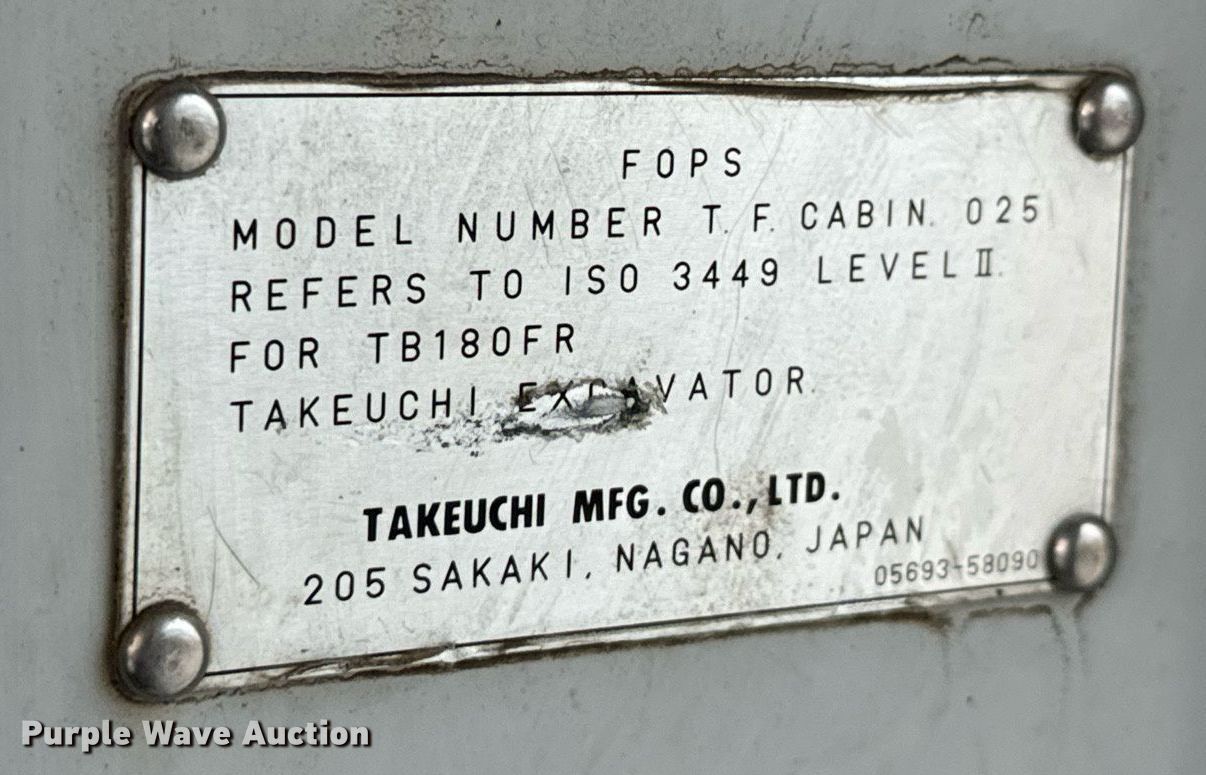 FOPS
MODEL NUMBER T. F. CABIN. 025
REFERS TO ISO 3449 LEVEL Ⅱ.
FOR TB180FR
TAKEUCHI EXCAVATOR.
TAKEUCHI MFG. CO., LTD.
205 SAKAKI, NAGANO, JAPAN
05693-58090
Purple Wave Auction